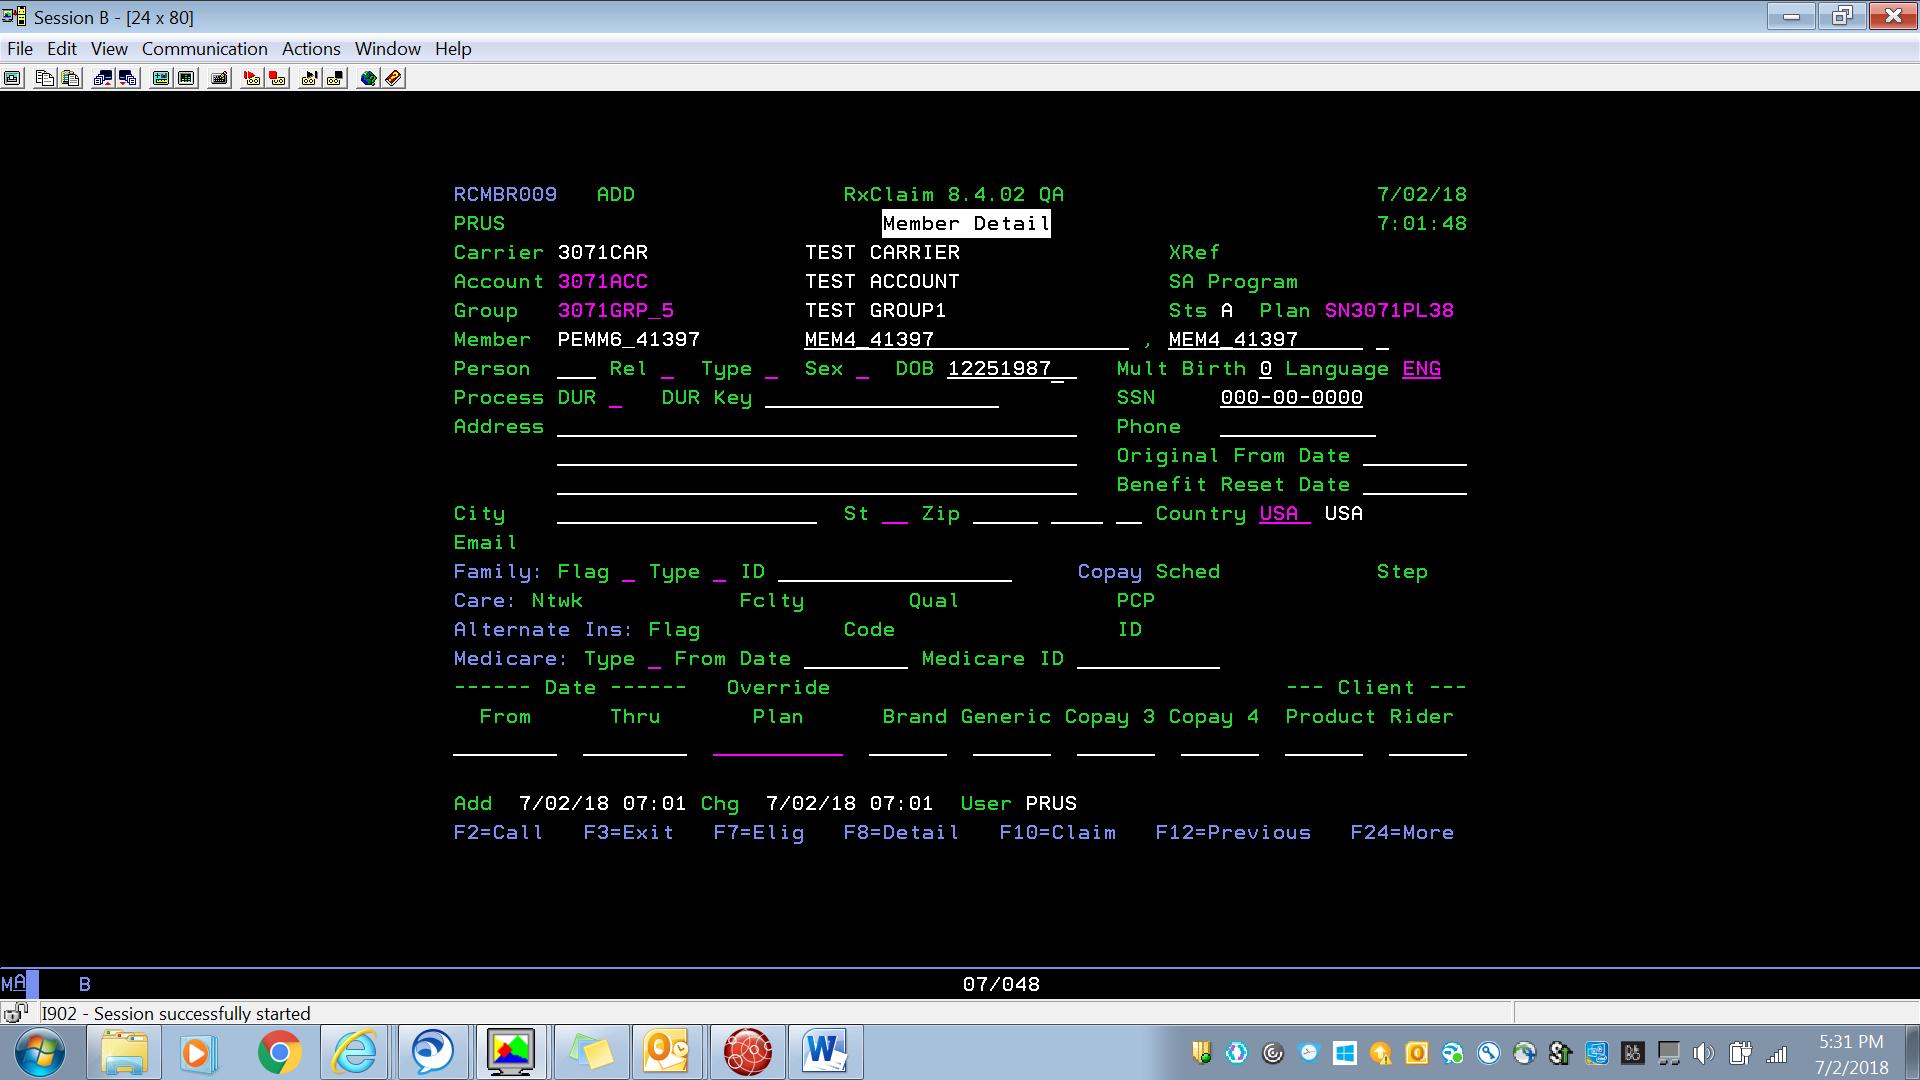 Session B - [24 x 80]
File Edit View Communication Actions Window Help
RCMBR009 ADD RxClaim 8.4.02 QA 7/02/18
PRUS Member Detail 7:01:48
Carrier 3071CAR TEST CARRIER XRef
Account 3071ACC TEST ACCOUNT SA Program
Group 3071GRP_5 TEST GROUP1 Sts A Plan SN3071PL38
Member PEMM6_41397 MEM4_41397 , MEM4_41397
Person Rel Type Sex DOB 12251987 Mult Birth 0 Language ENG
Process DUR DUR Key SSN 000-00-0000
Address Phone
Original From Date
Benefit Reset Date
City St Zip Country USA USA
Email
Family: Flag Type ID Copay Sched Step
Care: Ntwk Fclty Qual PCP
Alternate Ins: Flag Code ID
Medicare: Type From Date Medicare ID
------ Date ------ Override --- Client ---
From Thru Plan Brand Generic Copay 3 Copay 4 Product Rider
Add 7/02/18 07:01 Chg 7/02/18 07:01 User PRUS
F2=Call F3=Exit F7=Elig F8=Detail F10=Claim F12=Previous F24=More
MA B 07/048
I902 - Session successfully started
5:31 PM
7/2/2018